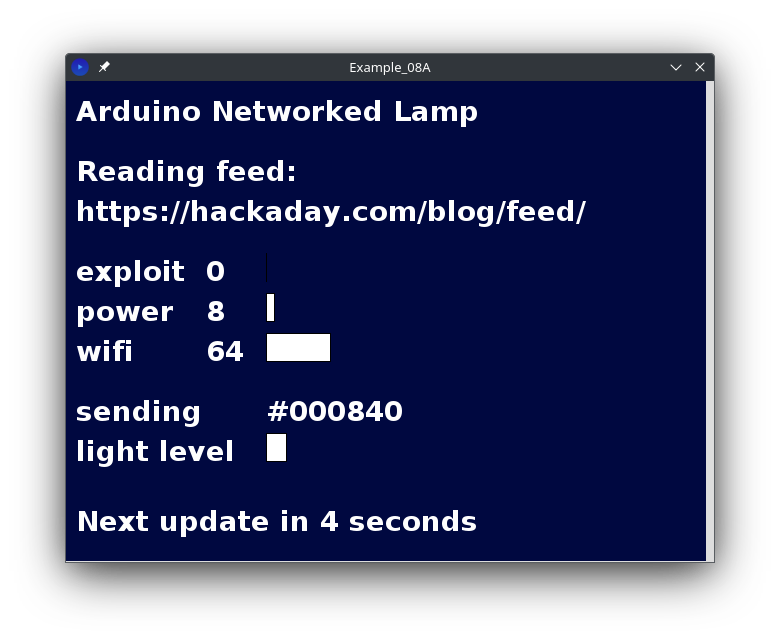 Example_08A
Arduino Networked Lamp
Reading feed:
https://hackaday.com/blog/feed/
exploit 0
power 8
wifi 64
sending #000840
light level
Next update in 4 seconds